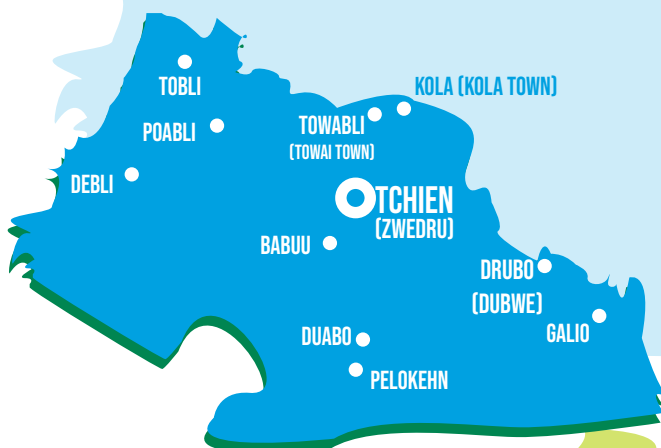 TOBLI
KOLA (KOLA TOWN)
POABLI
TOWABLI
(TOWAI TOWN)
DEBLI
TCHIEN
(ZWEDRU)
BABUU
DRUBO
(DUBWE)
GALIO
DUABO
PELOKEHN